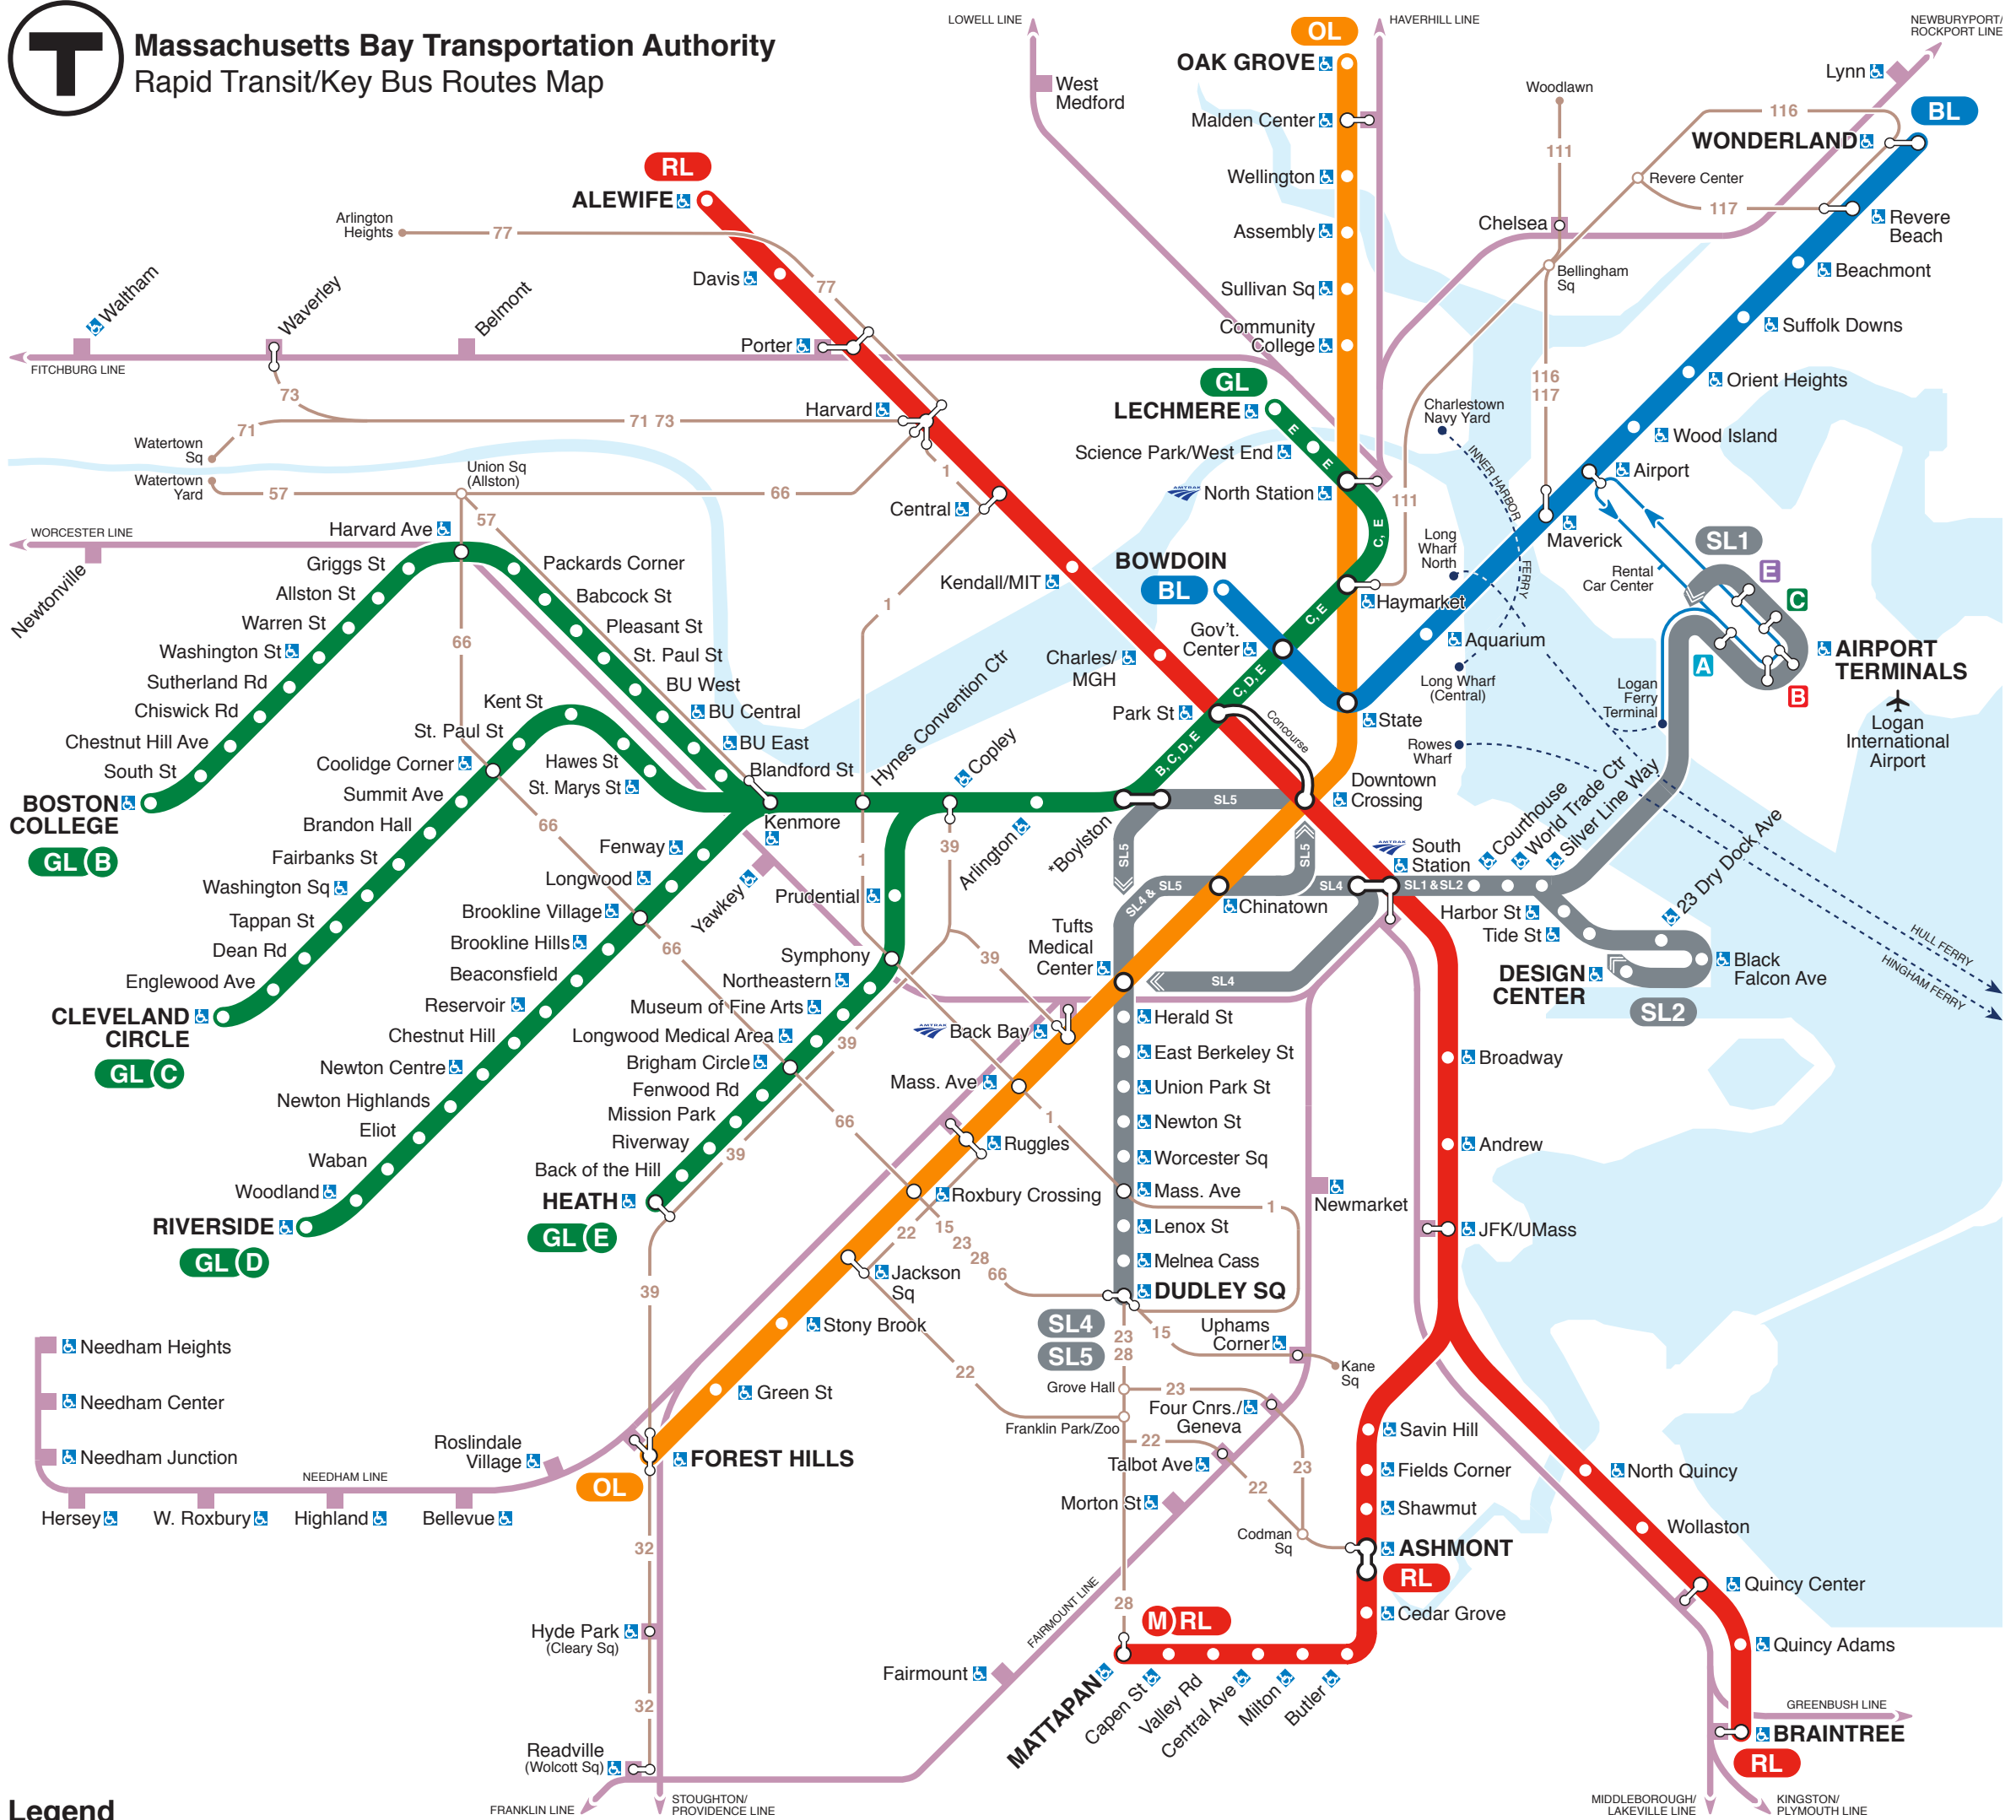 T
Massachusetts Bay Transportation Authority
Rapid Transit/Key Bus Routes Map
LOWELL LINE
OL
HAVERHILL LINE
NEWBURYPORT/
ROCKPORT LINE
OAK GROVE
West
Medford
Malden Center
Wellington
Assembly
Sullivan Sq
Community
College
Woodlawn
111
Lynn
BL
116
WONDERLAND
Revere Center
117
Revere
Beach
Chelsea
Bellingham
Sq
Beachmont
Suffolk Downs
Orient Heights
Wood Island
Airport
Maverick
116
117
RL
ALEWIFE
Arlington
Heights
77
Davis
77
Porter
Waltham
Waverley
Belmont
FITCHBURG LINE
73
Harvard
71 73
71
Watertown
Sq
Watertown
Yard
57
Union Sq
(Allston)
66
57
1
Central
GL
LECHMERE
E
Science Park/West End
E
AMTRAK
North Station
C, E
111
Charlestown
Navy Yard
INNER HARBOR
FERRY
Long
Wharf
North
Rental
Car Center
SL1
E
C
A
B
AIRPORT
TERMINALS
Logan
International
Airport
Logan
Ferry
Terminal
WORCESTER LINE
Newtonville
Harvard Ave
Griggs St
Allston St
Warren St
Washington St
Sutherland Rd
Chiswick Rd
Chestnut Hill Ave
South St
BOSTON
COLLEGE
GL B
Packards Corner
Babcock St
Pleasant St
St. Paul St
BU West
BU Central
BU East
Blandford St
Kenmore
66
Kendall/MIT
1
Charles/
MGH
BOWDOIN
BL
Gov't.
Center
C, E
Haymarket
Aquarium
Long Wharf
(Central)
C, D, E
Park St
Concourse
State
Rowes
Wharf
B, C, D, E
Downtown
Crossing
Hynes Convention Ctr
Copley
Kent St
St. Paul St
Coolidge Corner
Summit Ave
Brandon Hall
Fairbanks St
Washington Sq
Tappan St
Dean Rd
Englewood Ave
CLEVELAND
CIRCLE
GL C
Hawes St
St. Marys St
66
Fenway
Longwood
Brookline Village
Brookline Hills
Beaconsfield
Reservoir
Chestnut Hill
Newton Centre
Newton Highlands
Eliot
Waban
Woodland
RIVERSIDE
GL D
66
Yawkey
Prudential
1
39
Arlington
*Boylston
SL5
SL5
SL5
SL4 & SL5
Chinatown
SL4
AMTRAK
South
Station
SL1 & SL2
Courthouse
World Trade Ctr
Silver Line Way
23 Dry Dock Ave
Harbor St
Tide St
DESIGN
CENTER
Black
Falcon Ave
SL2
HULL FERRY
HINGHAM FERRY
Tufts
Medical
Center
SL4
Symphony
Northeastern
Museum of Fine Arts
Longwood Medical Area
Brigham Circle
Fenwood Rd
Mission Park
Riverway
Back of the Hill
HEATH
GL E
39
39
39
39
AMTRAK
Back Bay
Mass. Ave
1
Ruggles
66
Roxbury Crossing
22
15
23
28
66
Jackson
Sq
Stony Brook
22
Green St
FOREST HILLS
OL
Herald St
East Berkeley St
Union Park St
Newton St
Worcester Sq
Mass. Ave
1
Lenox St
Melnea Cass
DUDLEY SQ
SL4
SL5
23
28
15
Uphams
Corner
Kane
Sq
Newmarket
Broadway
Andrew
JFK/UMass
Grove Hall
23
Four Cnrs./
Geneva
Franklin Park/Zoo
22
Talbot Ave
23
22
Morton St
Codman
Sq
Savin Hill
Fields Corner
Shawmut
ASHMONT
RL
Cedar Grove
28
M RL
MATTAPAN
Capen St
Valley Rd
Central Ave
Milton
Butler
North Quincy
Wollaston
Quincy Center
Quincy Adams
GREENBUSH LINE
BRAINTREE
RL
MIDDLEBOROUGH/
LAKEVILLE LINE
KINGSTON/
PLYMOUTH LINE
Needham Heights
Needham Center
Needham Junction
Hersey
W. Roxbury
Highland
Bellevue
NEEDHAM LINE
Roslindale
Village
32
Hyde Park
(Cleary Sq)
32
Readville
(Wolcott Sq)
Fairmount
FAIRMOUNT LINE
FRANKLIN LINE
STOUGHTON/
PROVIDENCE LINE
Legend